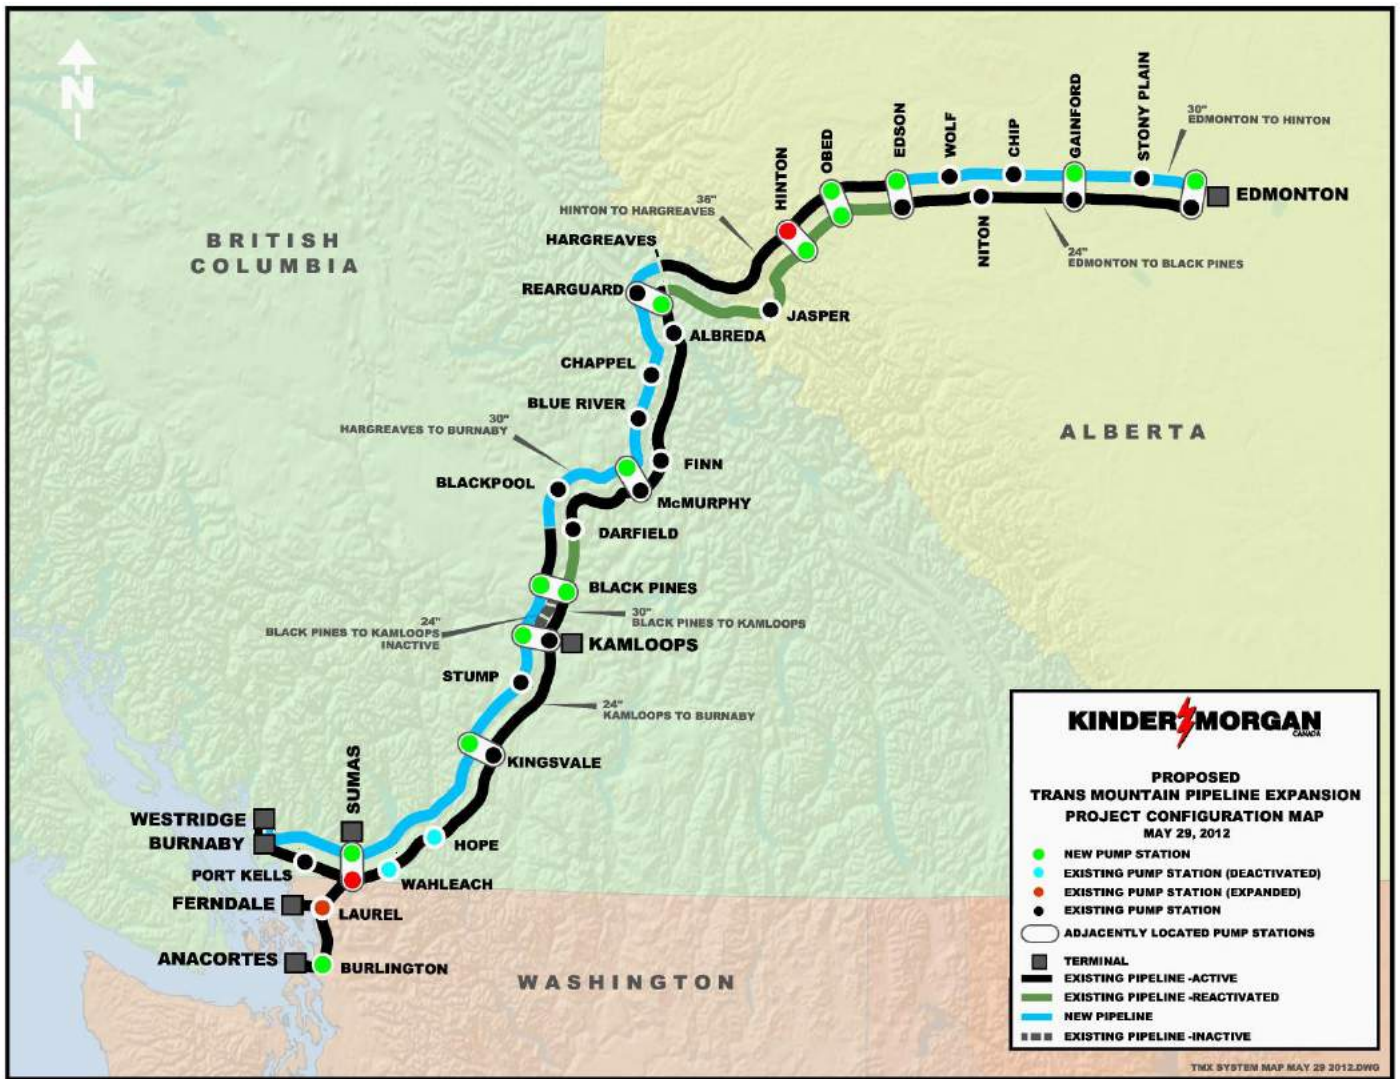 N
BRITISH
COLUMBIA
ALBERTA
WASHINGTON
STONY PLAIN
GAINFORD
CHIP
WOLF
EDSON
OBED
HINTON
30"
EDMONTON TO HINTON
EDMONTON
NITON
24"
EDMONTON TO BLACK PINES
36"
HINTON TO HARGREAVES
HARGREAVES
REARGUARD
JASPER
ALBREDA
CHAPPEL
BLUE RIVER
30"
HARGREAVES TO BURNABY
FINN
BLACKPOOL
McMURPHY
DARFIELD
BLACK PINES
24"
BLACK PINES TO KAMLOOPS
INACTIVE
30"
BLACK PINES TO KAMLOOPS
KAMLOOPS
STUMP
24"
KAMLOOPS TO BURNABY
KINGSVALE
SUMAS
WESTRIDGE
BURNABY
HOPE
PORT KELLS
WAHLEACH
FERNDALE
LAUREL
ANACORTES
BURLINGTON
KINDER MORGAN
CANADA
PROPOSED
TRANS MOUNTAIN PIPELINE EXPANSION
PROJECT CONFIGURATION MAP
MAY 29, 2012
NEW PUMP STATION
EXISTING PUMP STATION (DEACTIVATED)
EXISTING PUMP STATION (EXPANDED)
EXISTING PUMP STATION
ADJACENTLY LOCATED PUMP STATIONS
TERMINAL
EXISTING PIPELINE -ACTIVE
EXISTING PIPELINE -REACTIVATED
NEW PIPELINE
EXISTING PIPELINE -INACTIVE
TMX SYSTEM MAP MAY 29 2012.DWG